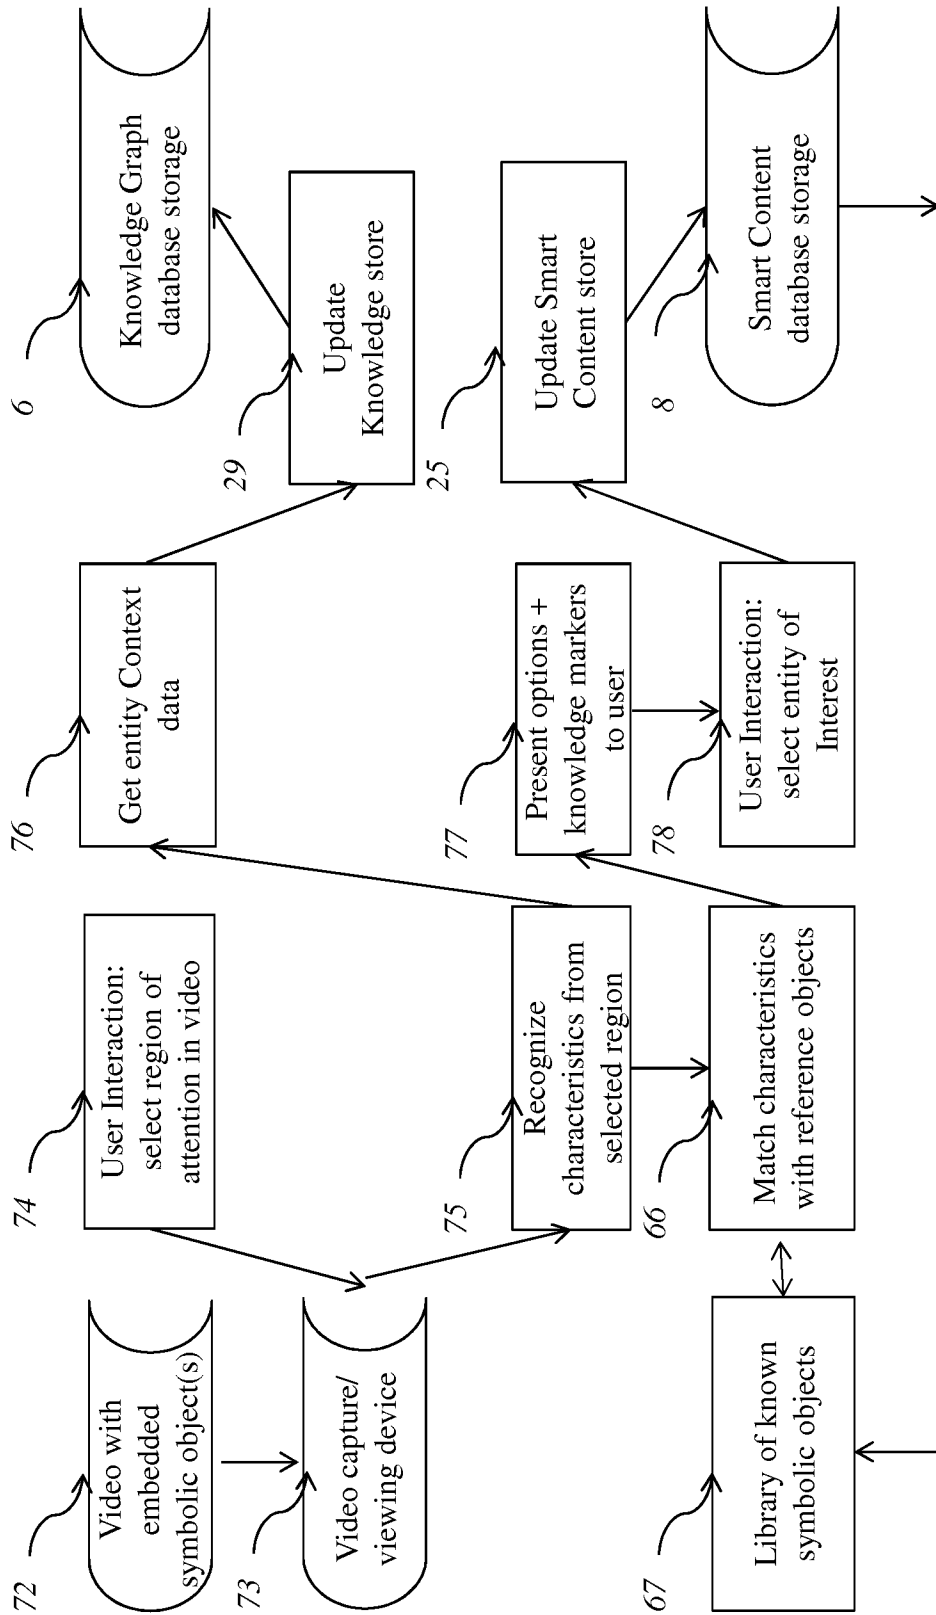 72
Video with
embedded
symbolic object(s)
73
Video capture/
viewing device
74
User Interaction:
select region of
attention in video
75
Recognize
characteristics from
selected region
66
Match characteristics
with reference objects
67
Library of known
symbolic objects
76
Get entity Context
data
77
Present options +
knowledge markers
to user
78
User Interaction:
select entity of
Interest
6
Knowledge Graph
database storage
29
Update
Knowledge store
25
Update Smart
Content store
8
Smart Content
database storage